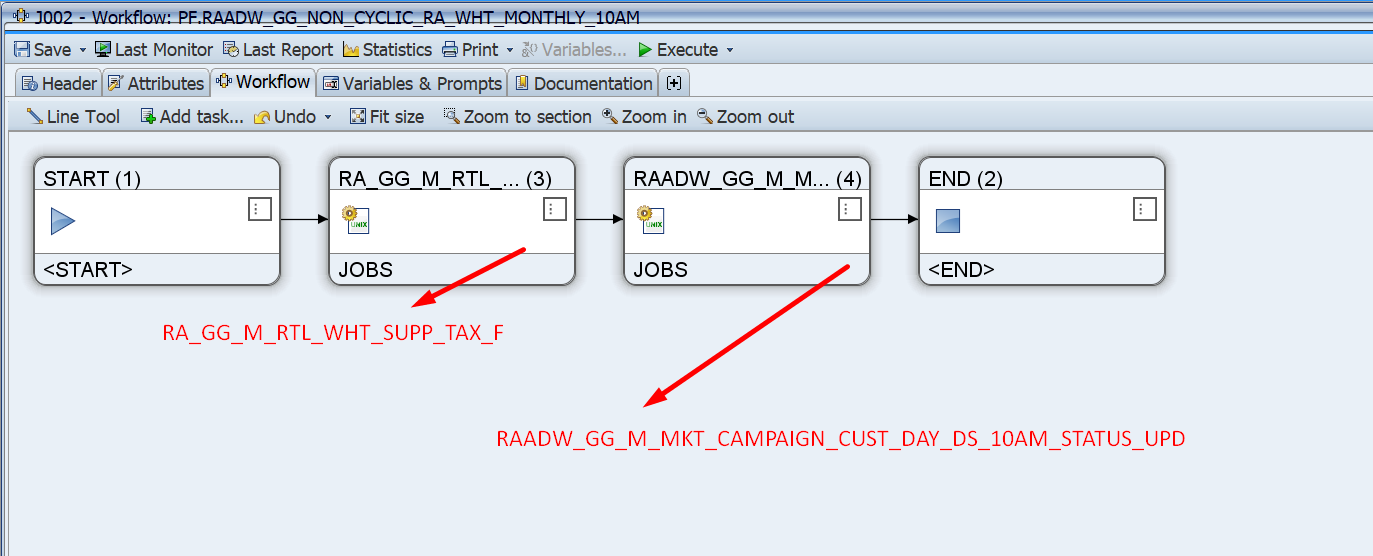 J002 - Workflow: PF.RAADW_GG_NON_CYCLIC_RA_WHT_MONTHLY_10AM
Save Last Monitor Last Report Statistics Print Variables... Execute
Header Attributes Workflow Variables & Prompts Documentation [+]
Line Tool Add task... Undo Fit size Zoom to section Zoom in Zoom out
START (1) RA_GG_M_RTL_... (3) RAADW_GG_M_M... (4) END (2)
UNIX UNIX
<START> JOBS JOBS <END>
RA_GG_M_RTL_WHT_SUPP_TAX_F
RAADW_GG_M_MKT_CAMPAIGN_CUST_DAY_DS_10AM_STATUS_UPD